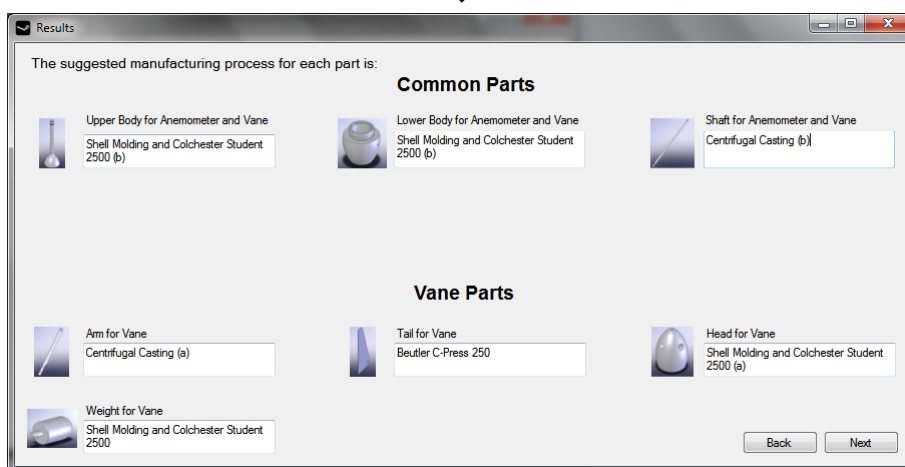 Results
The suggested manufacturing process for each part is:
Common Parts
Upper Body for Anemometer and Vane
Shell Molding and Colchester Student
2500 (b)
Lower Body for Anemometer and Vane
Shell Molding and Colchester Student
2500 (b)
Shaft for Anemometer and Vane
Centrifugal Casting (b)
Vane Parts
Arm for Vane
Centrifugal Casting (a)
Tail for Vane
Beutler C-Press 250
Head for Vane
Shell Molding and Colchester Student
2500 (a)
Weight for Vane
Shell Molding and Colchester Student
2500
Back
Next